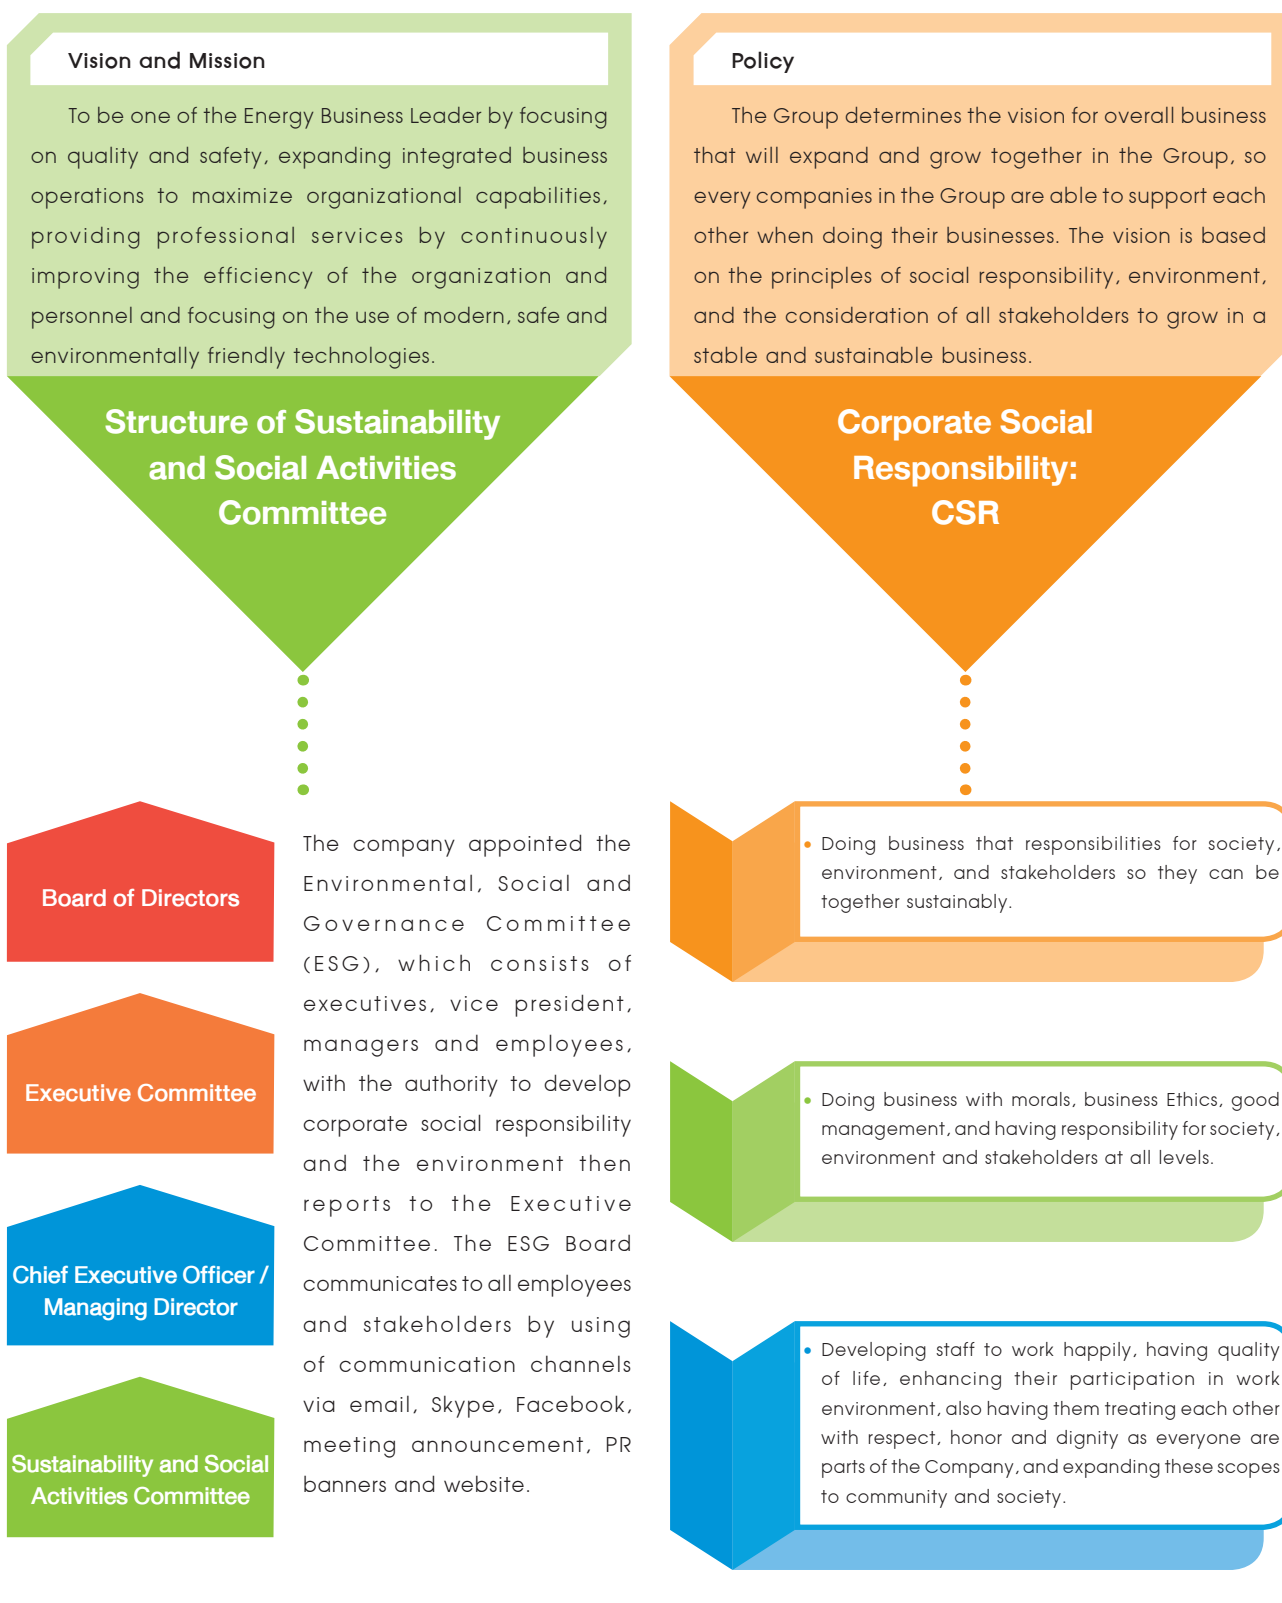 Vision and Mission
To be one of the Energy Business Leader by focusing
on quality and safety, expanding integrated business
operations to maximize organizational capabilities,
providing professional services by continuously
improving the efficiency of the organization and
personnel and focusing on the use of modern, safe and
environmentally friendly technologies.
Structure of Sustainability
and Social Activities
Committee
Board of Directors
Executive Committee
Chief Executive Officer /
Managing Director
Sustainability and Social
Activities Committee
The company appointed the
Environmental, Social and
Governance Committee
(ESG), which consists of
executives, vice president,
managers and employees,
with the authority to develop
corporate social responsibility
and the environment then
reports to the Executive
Committee. The ESG Board
communicates to all employees
and stakeholders by using
of communication channels
via email, Skype, Facebook,
meeting announcement, PR
banners and website.
Policy
The Group determines the vision for overall business
that will expand and grow together in the Group, so
every companies in the Group are able to support each
other when doing their businesses. The vision is based
on the principles of social responsibility, environment,
and the consideration of all stakeholders to grow in a
stable and sustainable business.
Corporate Social
Responsibility:
CSR
• Doing business that responsibilities for society,
environment, and stakeholders so they can be
together sustainably.
• Doing business with morals, business Ethics, good
management, and having responsibility for society,
environment and stakeholders at all levels.
• Developing staff to work happily, having quality
of life, enhancing their participation in work
environment, also having them treating each other
with respect, honor and dignity as everyone are
parts of the Company, and expanding these scopes
to community and society.